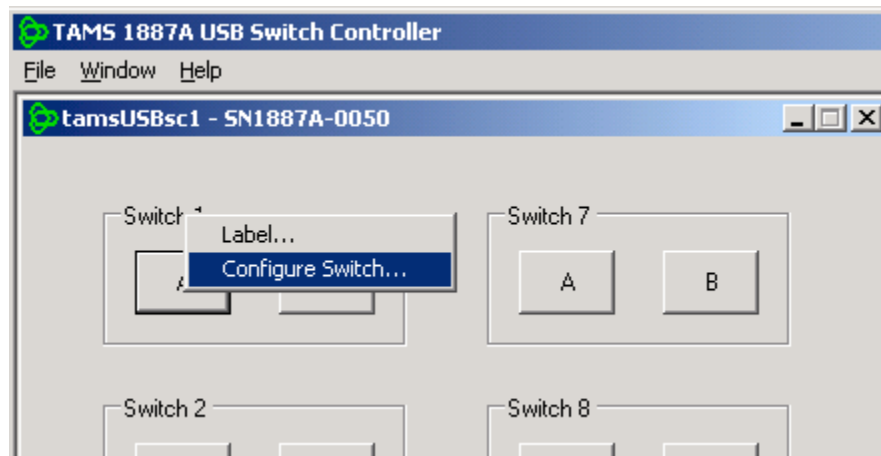 TAMS 1887A USB Switch Controller
File Window Help
tamsUSBsc1 - SN1887A-0050
Switch 1
Switch 7
Label...
Configure Switch...
A
A B
Switch 2
Switch 8